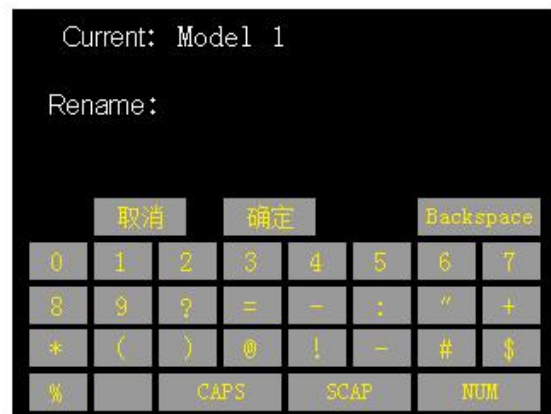 Current: Model 1
Rename:
取消 确定 Backspace
0 1 2 3 4 5 6 7
8 9 ? = - : " +
* ( ) @ ! - # $
% CAPS SCAP NUM